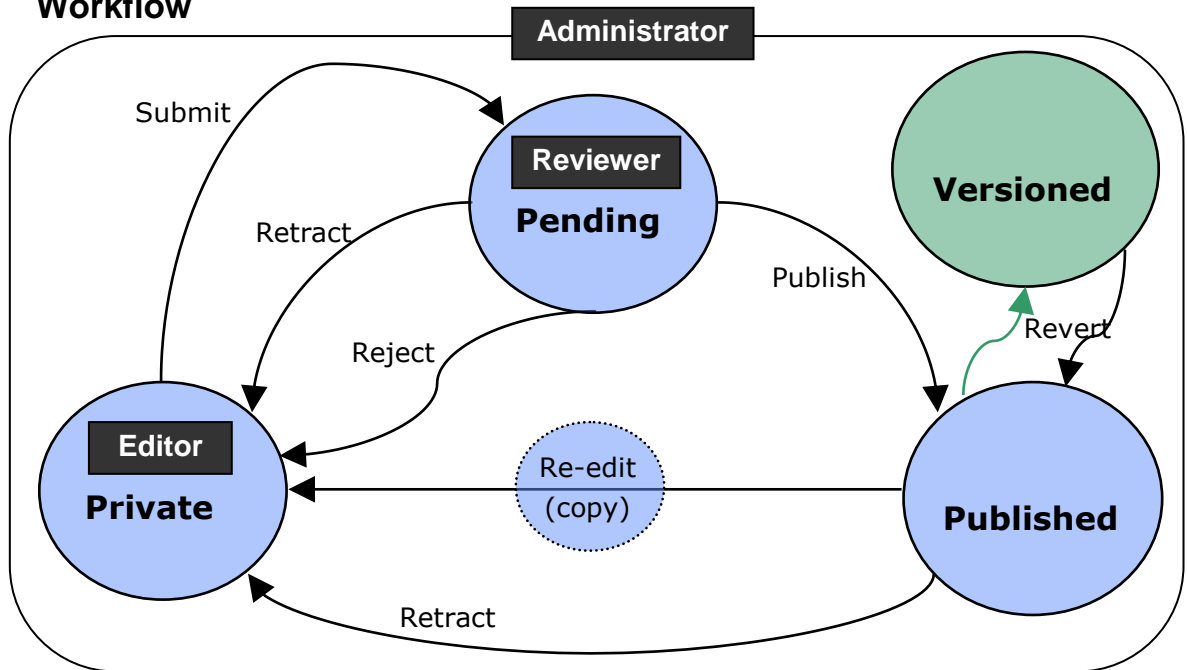 Workflow
Administrator
Submit
Reviewer
Pending
Versioned
Retract
Publish
Revert
Reject
Editor
Private
Re-edit
(copy)
Published
Retract